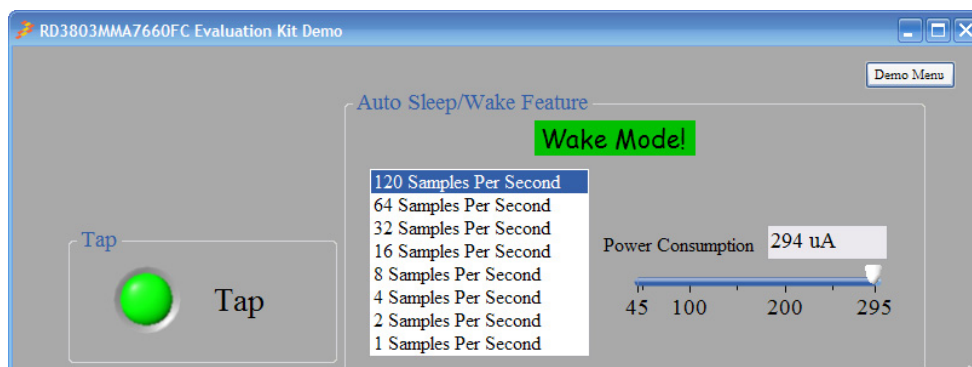 RD3803MMA7660FC Evaluation Kit Demo
Demo Menu
Auto Sleep/Wake Feature
Wake Mode!
120 Samples Per Second
64 Samples Per Second
32 Samples Per Second
16 Samples Per Second
8 Samples Per Second
4 Samples Per Second
2 Samples Per Second
1 Samples Per Second
Tap
Tap
Power Consumption 294 uA
45 100 200 295